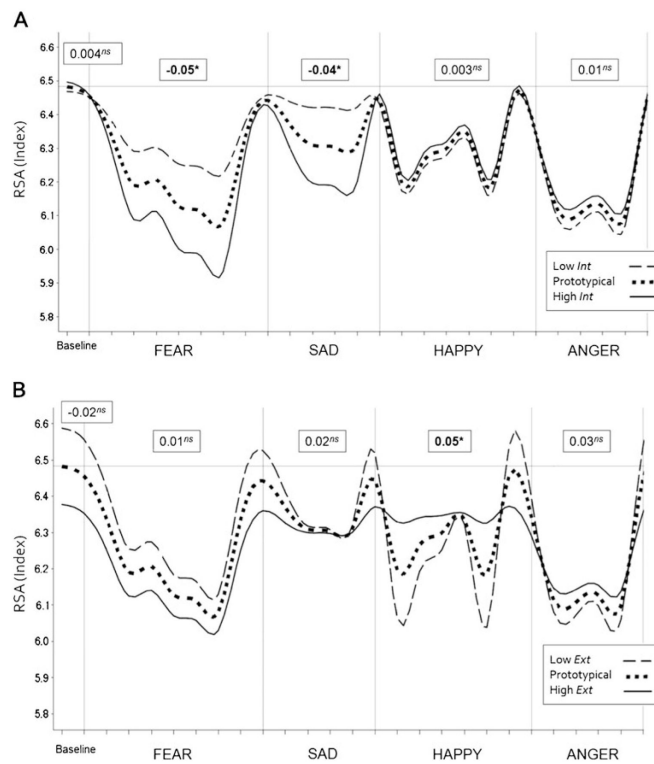 A
6.6
0.004ns
-0.05*
-0.04*
0.003ns
0.01ns
6.5
6.4
6.3
6.2
6.1
6.0
5.9
5.8
RSA (Index)
Low Int
Prototypical
High Int
Baseline
FEAR
SAD
HAPPY
ANGER
B
6.6
-0.02ns
0.01ns
0.02ns
0.05*
0.03ns
6.5
6.4
6.3
6.2
6.1
6.0
5.9
5.8
RSA (Index)
Low Ext
Prototypical
High Ext
Baseline
FEAR
SAD
HAPPY
ANGER